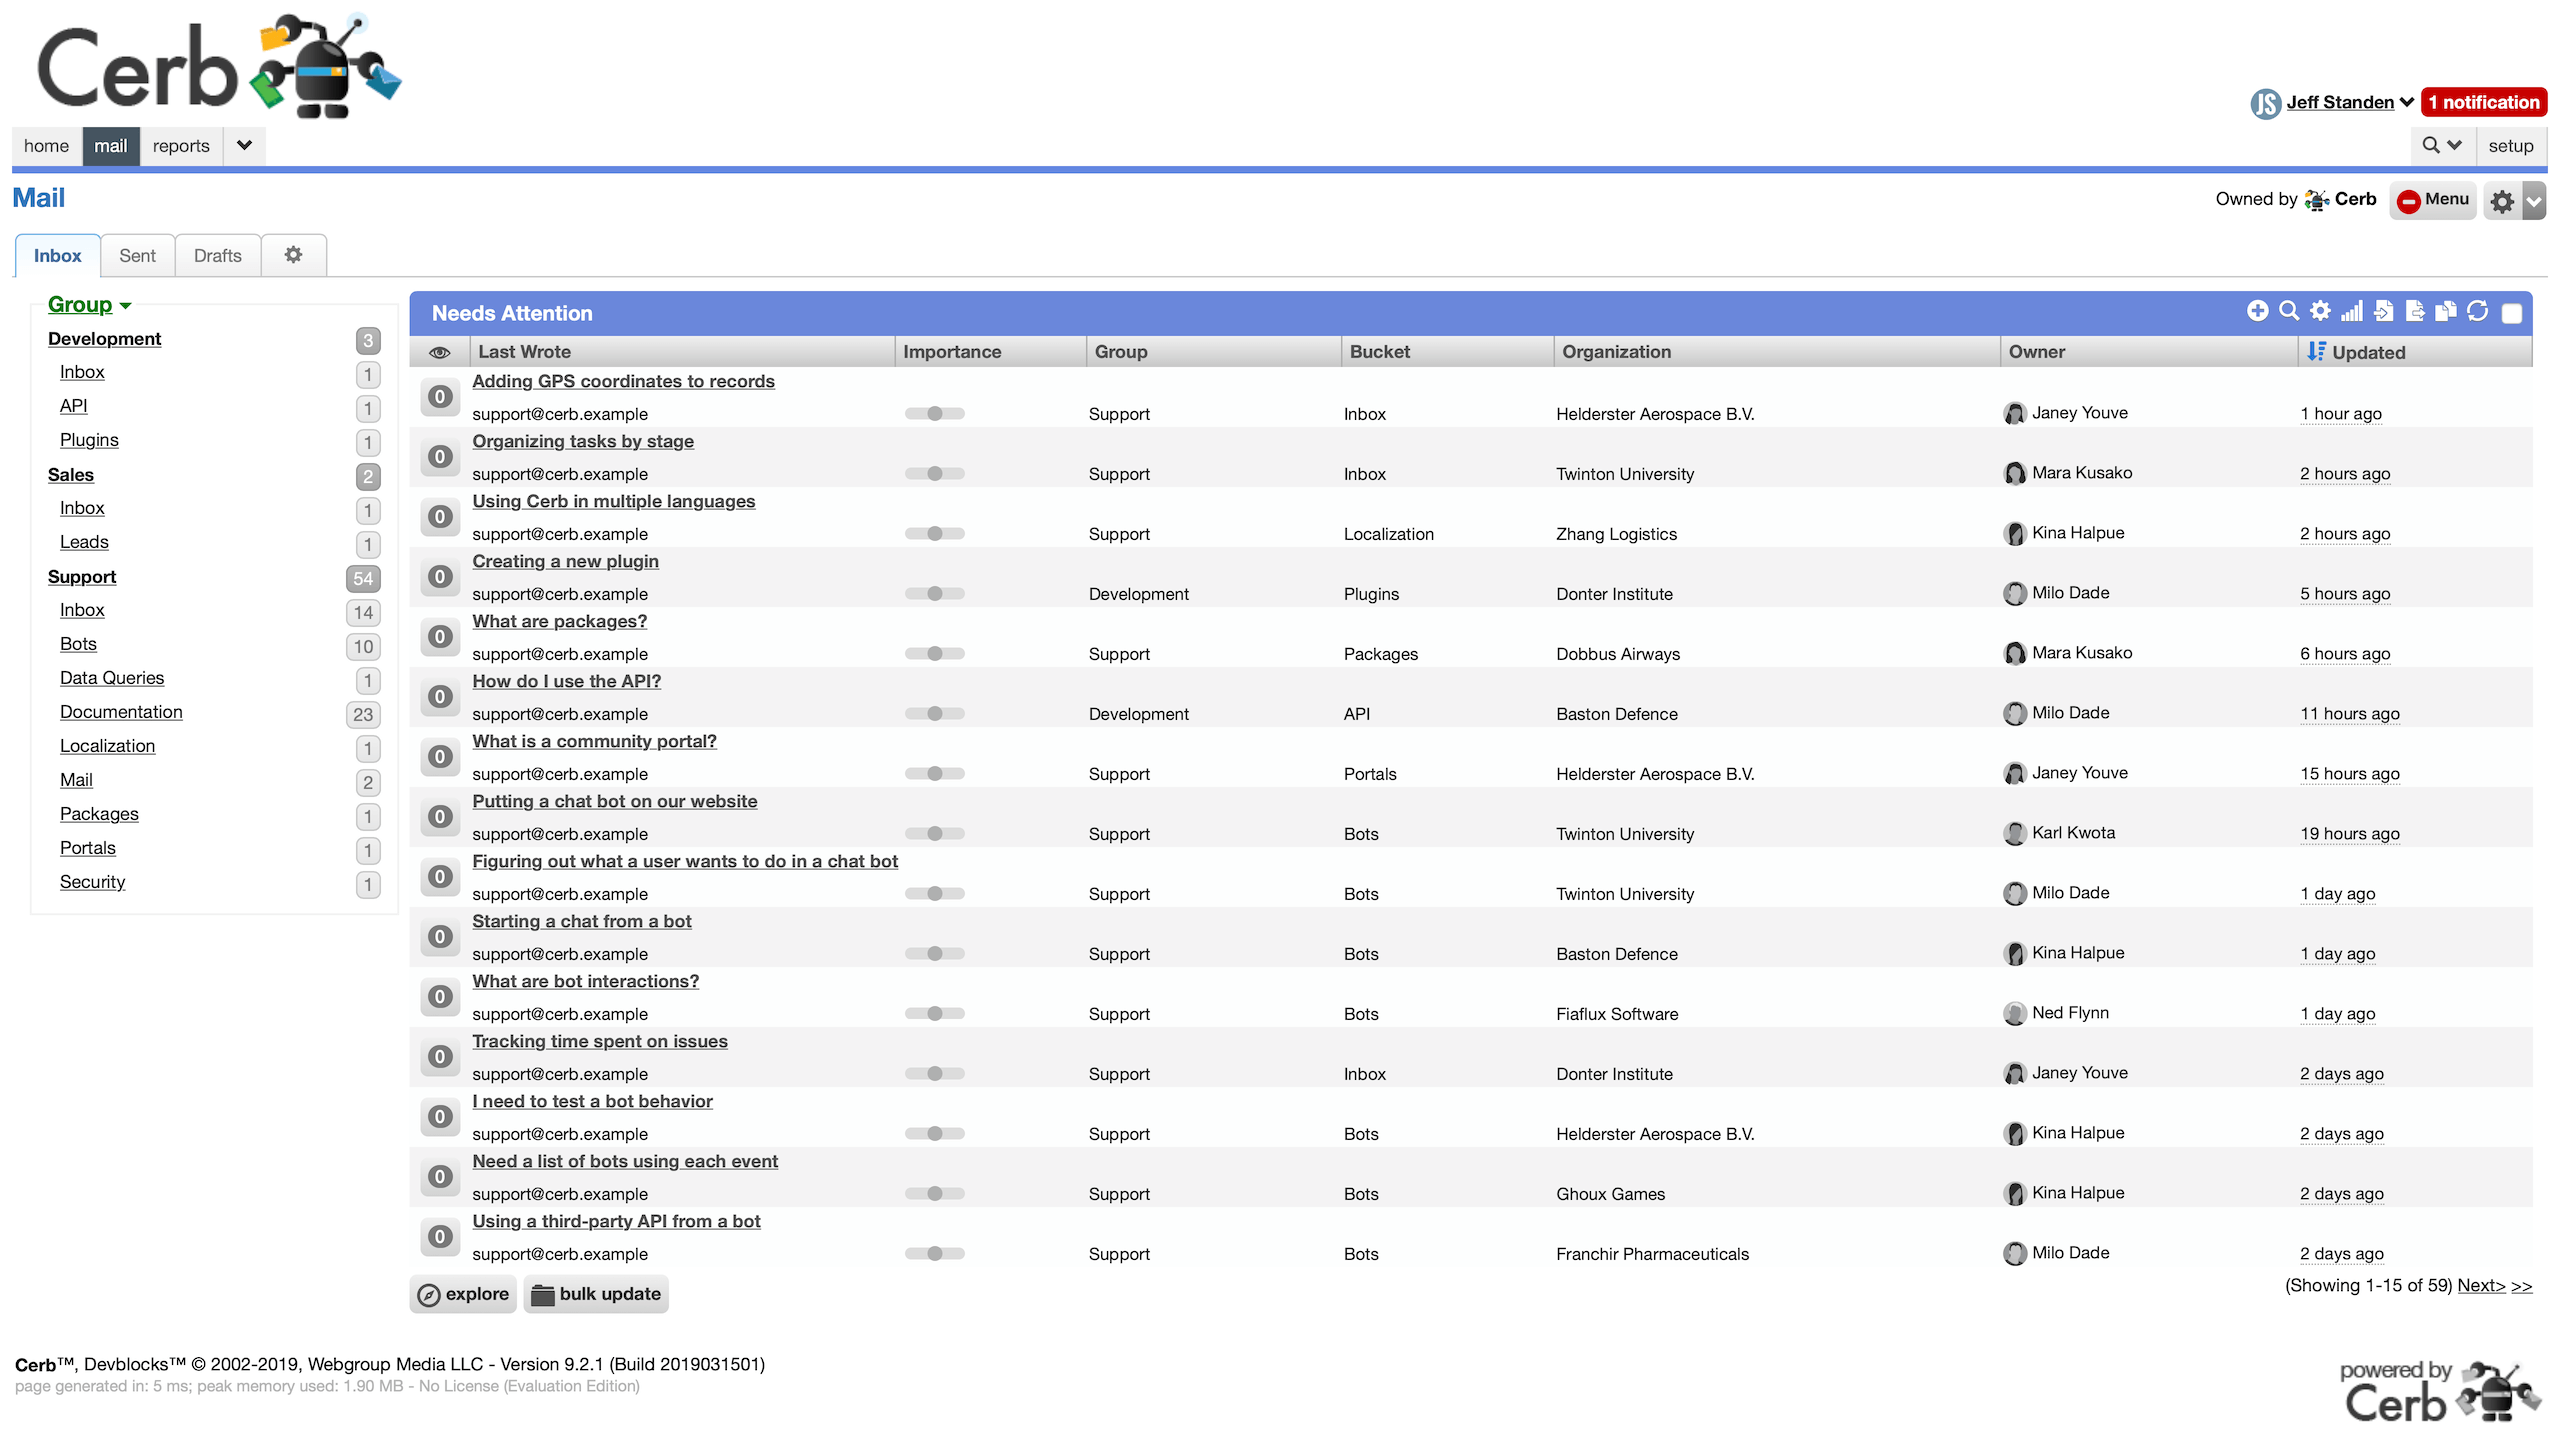 Cerb
JS Jeff Standen 1 notification
home mail reports setup
Mail
Owned by Cerb Menu
Inbox Sent Drafts
Group
Development 3
Inbox 1
API 1
Plugins 1
Sales 2
Inbox 1
Leads 1
Support 54
Inbox 14
Bots 10
Data Queries 1
Documentation 23
Localization 1
Mail 2
Packages 1
Portals 1
Security 1
Needs Attention
Last Wrote Importance Group Bucket Organization Owner Updated
0 Adding GPS coordinates to records
support@cerb.example Support Inbox Helderster Aerospace B.V. Janey Youve 1 hour ago
0 Organizing tasks by stage
support@cerb.example Support Inbox Twinton University Mara Kusako 2 hours ago
0 Using Cerb in multiple languages
support@cerb.example Support Localization Zhang Logistics Kina Halpue 2 hours ago
0 Creating a new plugin
support@cerb.example Development Plugins Donter Institute Milo Dade 5 hours ago
0 What are packages?
support@cerb.example Support Packages Dobbus Airways Mara Kusako 6 hours ago
0 How do I use the API?
support@cerb.example Development API Baston Defence Milo Dade 11 hours ago
0 What is a community portal?
support@cerb.example Support Portals Helderster Aerospace B.V. Janey Youve 15 hours ago
0 Putting a chat bot on our website
support@cerb.example Support Bots Twinton University Karl Kwota 19 hours ago
0 Figuring out what a user wants to do in a chat bot
support@cerb.example Support Bots Twinton University Milo Dade 1 day ago
0 Starting a chat from a bot
support@cerb.example Support Bots Baston Defence Kina Halpue 1 day ago
0 What are bot interactions?
support@cerb.example Support Bots Fiaflux Software Ned Flynn 1 day ago
0 Tracking time spent on issues
support@cerb.example Support Inbox Donter Institute Janey Youve 2 days ago
0 I need to test a bot behavior
support@cerb.example Support Bots Helderster Aerospace B.V. Kina Halpue 2 days ago
0 Need a list of bots using each event
support@cerb.example Support Bots Ghoux Games Kina Halpue 2 days ago
0 Using a third-party API from a bot
support@cerb.example Support Bots Franchir Pharmaceuticals Milo Dade 2 days ago
explore bulk update (Showing 1-15 of 59) Next> >>
Cerb™, Devblocks™ © 2002-2019, Webgroup Media LLC - Version 9.2.1 (Build 2019031501)
page generated in: 5 ms; peak memory used: 1.90 MB - No License (Evaluation Edition)
powered by
Cerb